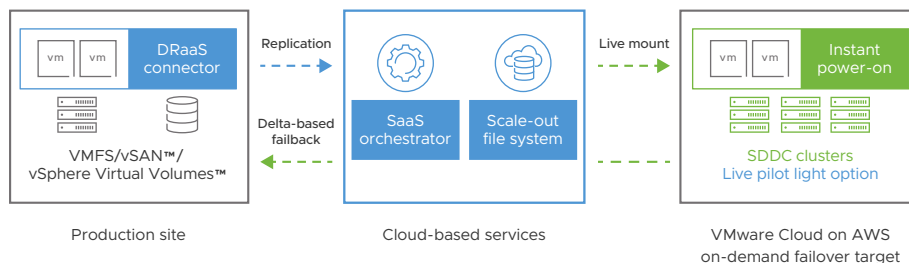 vm
vm
DRaaS
connector
VMFS/vSAN™/
vSphere Virtual Volumes™
Production site
Replication
Delta-based
failback
SaaS
orchestrator
Scale-out
file system
Cloud-based services
Live mount
vm
vm
Instant
power-on
SDDC clusters
Live pilot light option
VMware Cloud on AWS
on-demand failover target